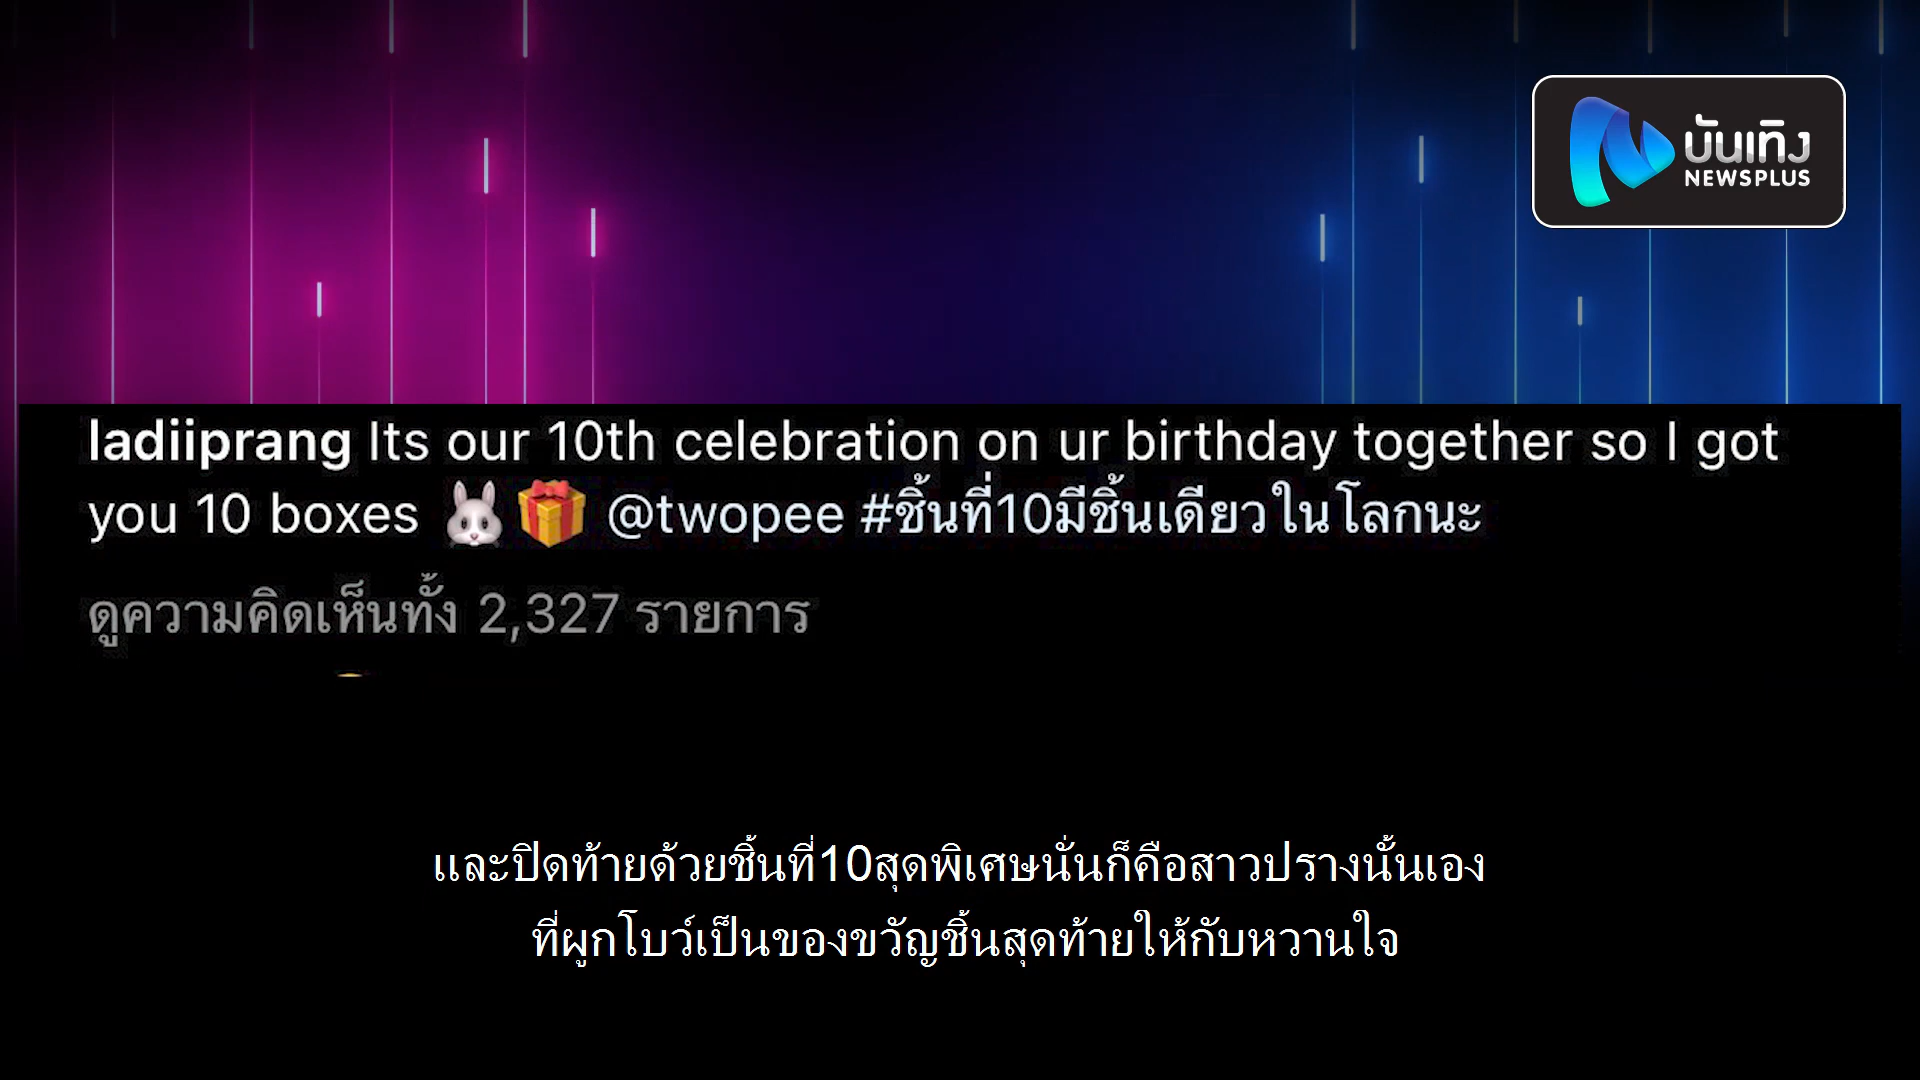 บันเทิง
NEWSPLUS
ladiiprang Its our 10th celebration on ur birthday together so I got
you 10 boxes 🐰🎁 @twopee #ชิ้นที่10มีชิ้นเดียวในโลกนะ
ดูความคิดเห็นทั้ง 2,327 รายการ
และปิดท้ายด้วยชิ้นที่10สุดพิเศษนั่นก็คือสาวปรางนั้นเอง
ที่ผูกโบว์เป็นของขวัญชิ้นสุดท้ายให้กับหวานใจ